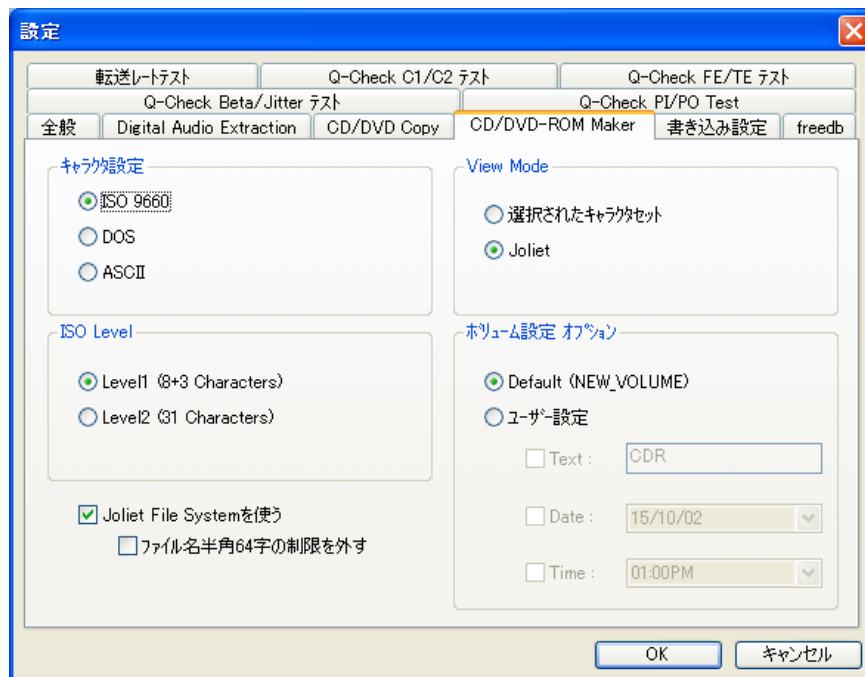 設定
転送レートテスト
Q-Check C1/C2 テスト
Q-Check FE/TE テスト
Q-Check Beta/Jitter テスト
Q-Check PI/PO Test
全般
Digital Audio Extraction
CD/DVD Copy
CD/DVD-ROM Maker
書き込み設定
freedb
キャラクタ設定
ISO 9660
DOS
ASCII
View Mode
選択されたキャラクタセット
Joliet
ISO Level
Level1 (8+3 Characters)
Level2 (31 Characters)
ボリューム設定 オプション
Default (NEW_VOLUME)
ユーザー設定
Text :
CDR
Date :
15/10/02
Time :
01:00PM
Joliet File Systemを使う
ファイル名半角64字の制限を外す
OK
キャンセル